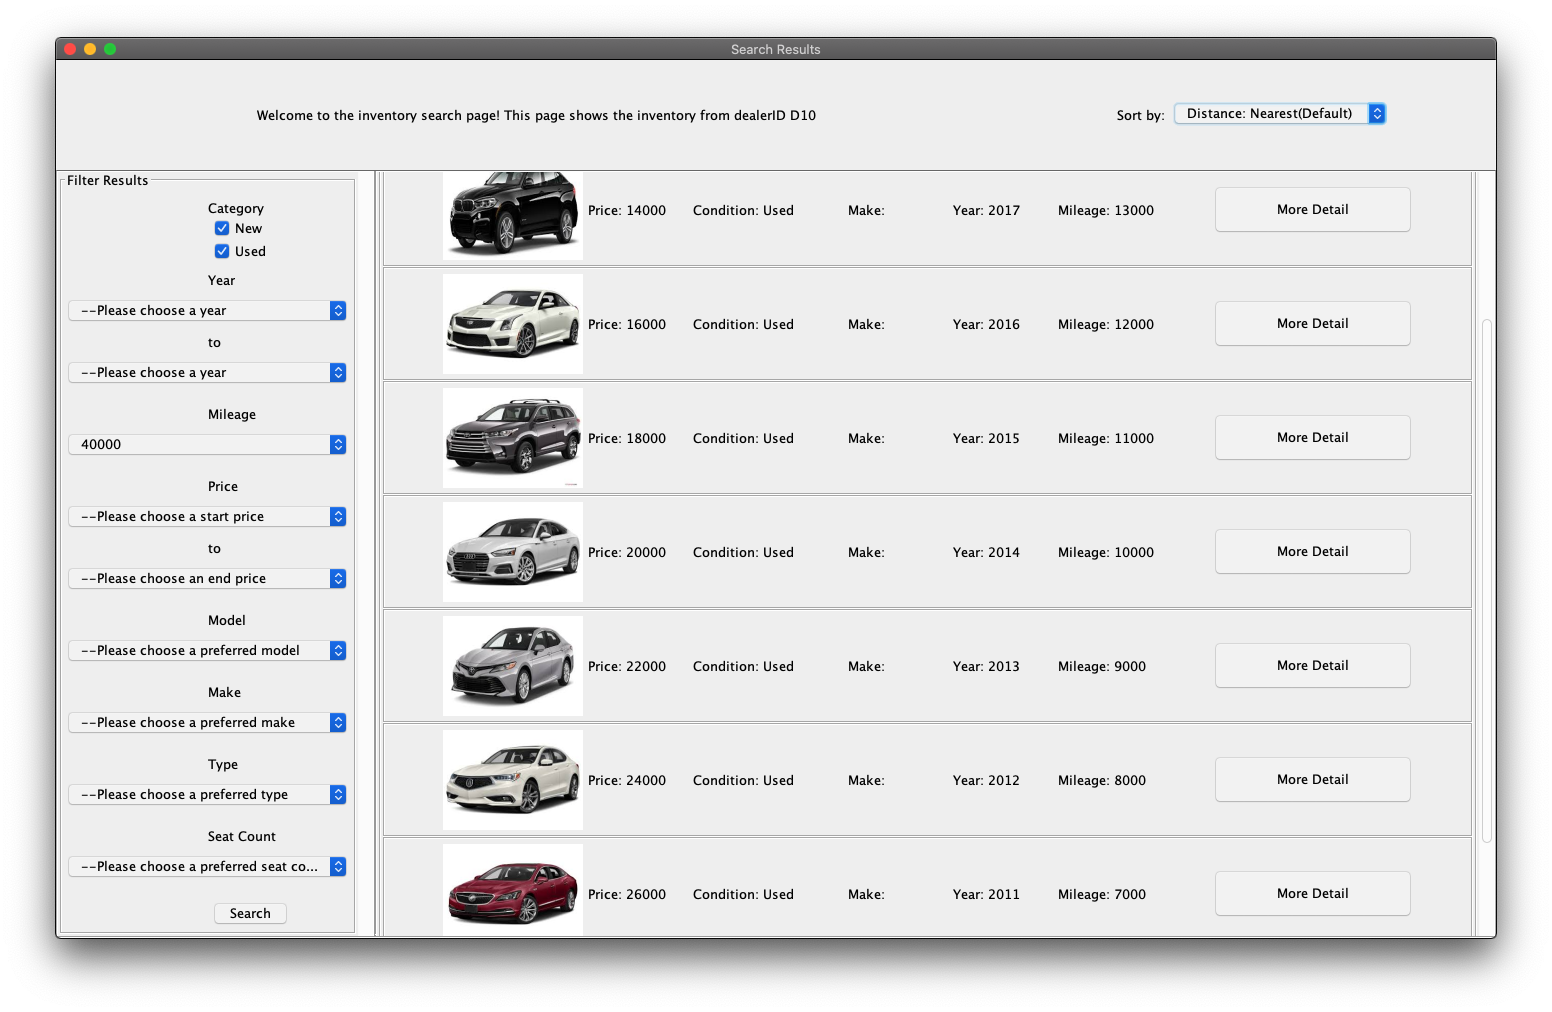 Search Results
Welcome to the inventory search page! This page shows the inventory from dealerID D10
Sort by: Distance: Nearest(Default)
Filter Results
Category
New
Used
Year
--Please choose a year
to
--Please choose a year
Mileage
40000
Price
--Please choose a start price
to
--Please choose an end price
Model
--Please choose a preferred model
Make
--Please choose a preferred make
Type
--Please choose a preferred type
Seat Count
--Please choose a preferred seat co...
Search
Price: 14000 Condition: Used Make: Year: 2017 Mileage: 13000 More Detail
Price: 16000 Condition: Used Make: Year: 2016 Mileage: 12000 More Detail
Price: 18000 Condition: Used Make: Year: 2015 Mileage: 11000 More Detail
Price: 20000 Condition: Used Make: Year: 2014 Mileage: 10000 More Detail
Price: 22000 Condition: Used Make: Year: 2013 Mileage: 9000 More Detail
Price: 24000 Condition: Used Make: Year: 2012 Mileage: 8000 More Detail
Price: 26000 Condition: Used Make: Year: 2011 Mileage: 7000 More Detail